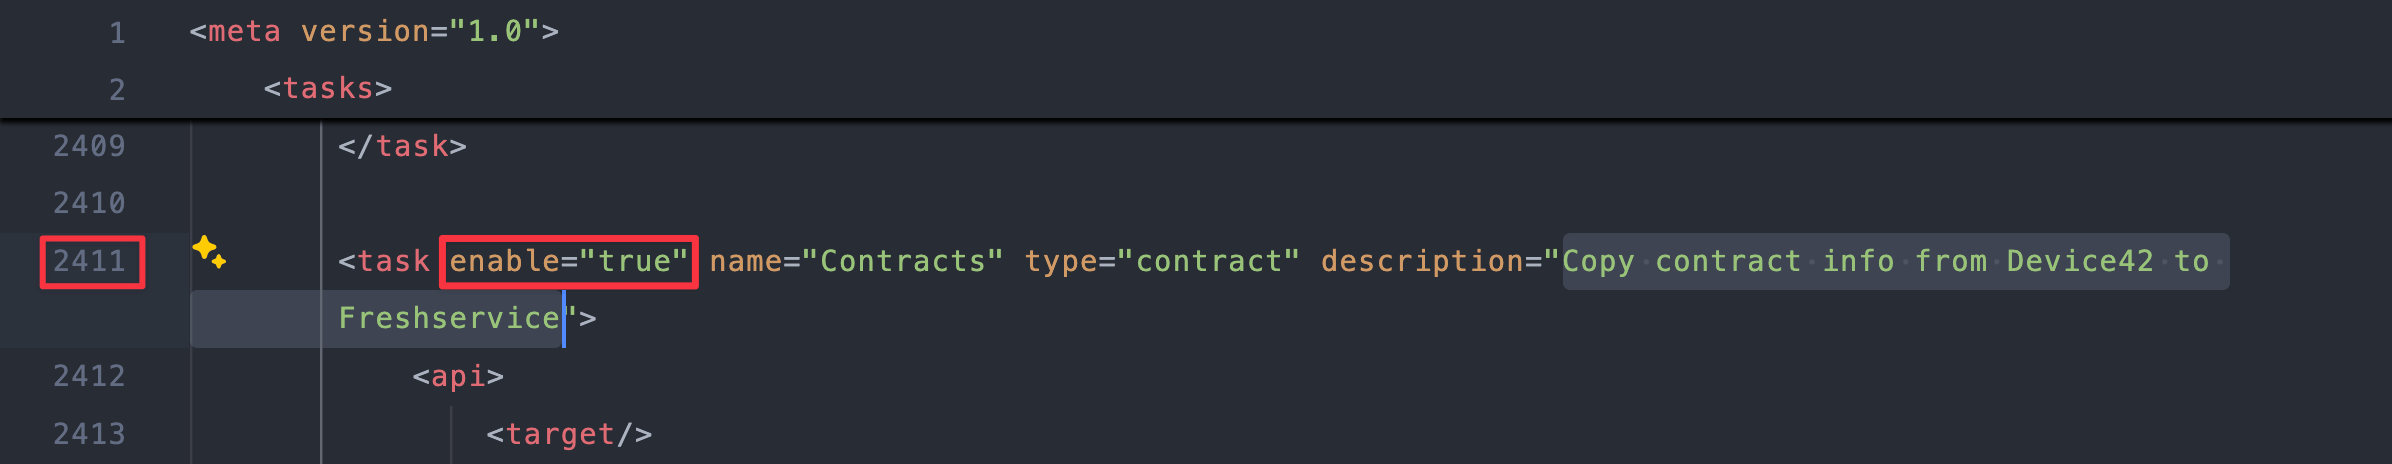 1 <meta version="1.0">
2 <tasks>
2409 </task>
2410
2411 <task enable="true" name="Contracts" type="contract" description="Copy contract info from Device42 to
Freshservice">
2412 <api>
2413 <target/>